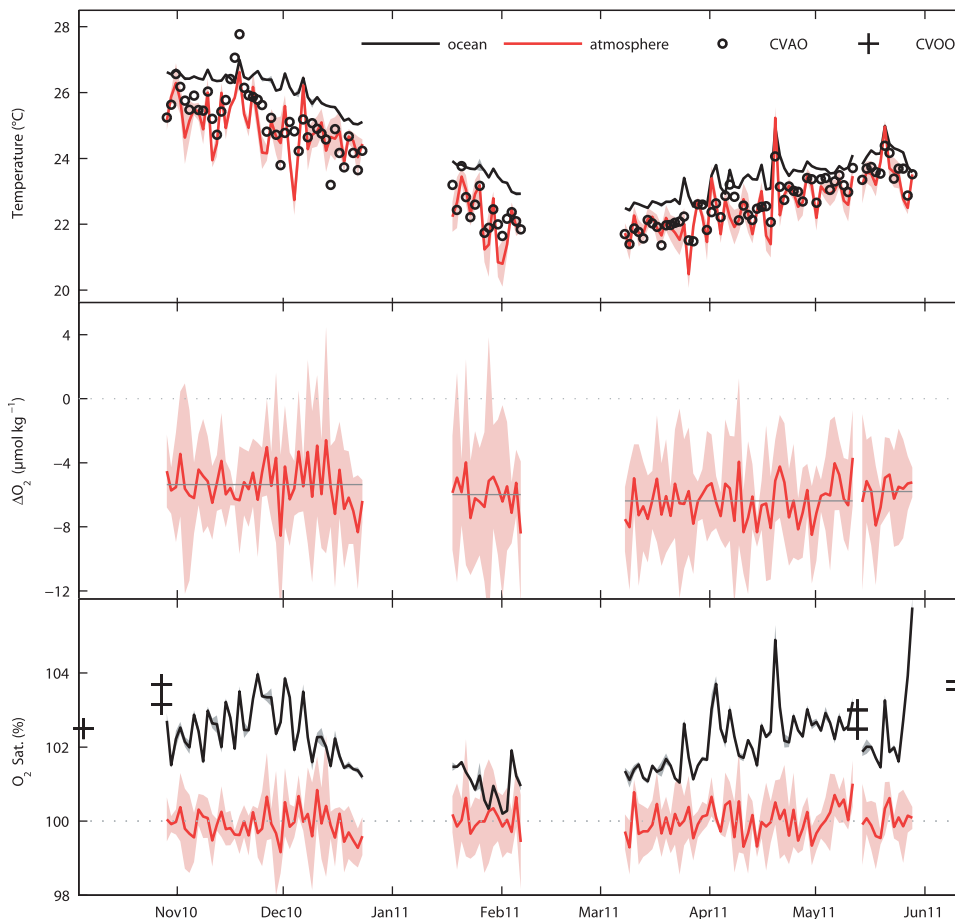 28
ocean atmosphere CVAO CVOO
26
Temperature (°C)
24
22
20
4
0
ΔO₂ (μmol kg⁻¹)
−4
−8
−12
104
O₂ Sat. (%)
102
100
98
Nov10 Dec10 Jan11 Feb11 Mar11 Apr11 May11 Jun11